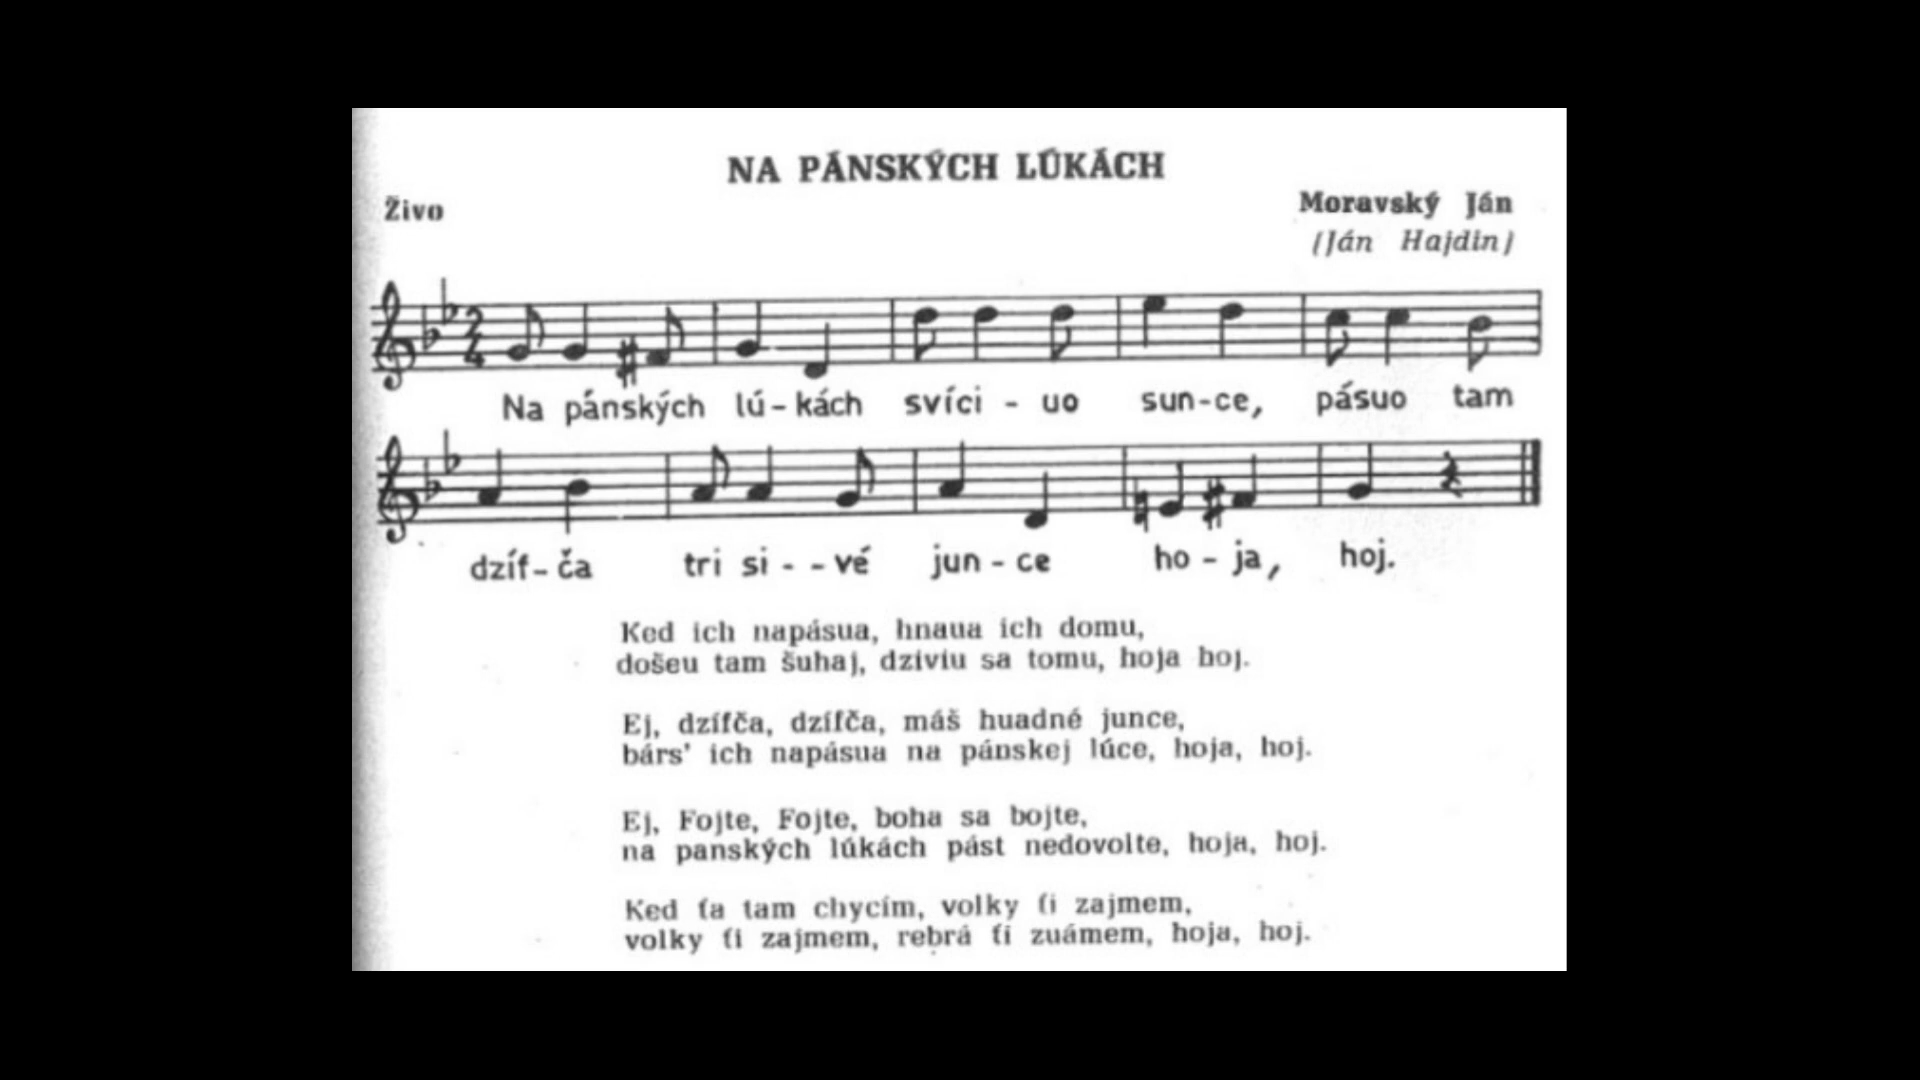 NA PÁNSKÝCH LÚKÁCH
Živo
Moravský Ján
(Ján Hajdin)
2
4
Na pánských lú-kách svíci - uo sun-ce, pásuo tam
dzíf-ča tri si - - vé jun - ce ho - ja, hoj.
Ked ich napásua, hnaua ich domu,
došeu tam šuhaj, dziviu sa tomu, hoja hoj.
Ej, dzífča, dzífča, máš huadné junce,
bárs' ich napásua na pánskej lúce, hoja, hoj.
Ej, Fojte, Fojte, boha sa bojte,
na panských lúkách pást nedovolte, hoja, hoj.
Ked ťa tam chycím, volky ťi zajmem,
volky ťi zajmem, rebrá ťi zuámem, hoja, hoj.